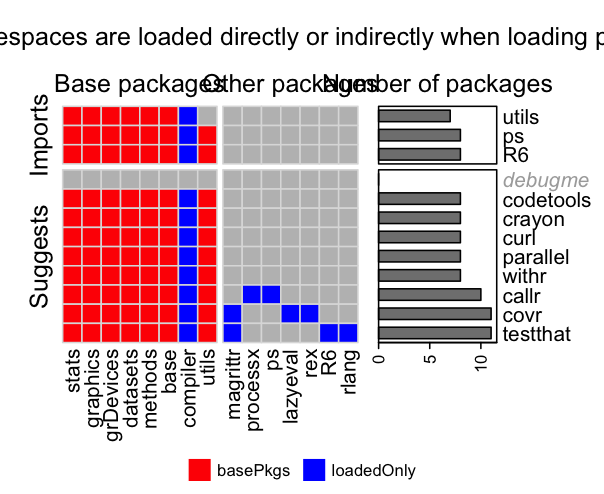 espaces are loaded directly or indirectly when loading p
Base packages Other packages Number of packages
Imports
utils
ps
R6
Suggests
debugme
codetools
crayon
curl
parallel
withr
callr
covr
testthat
stats
graphics
grDevices
datasets
methods
base
compiler
utils
magrittr
processx
ps
lazyeval
rex
R6
rlang
0
5
10
basePkgs
loadedOnly